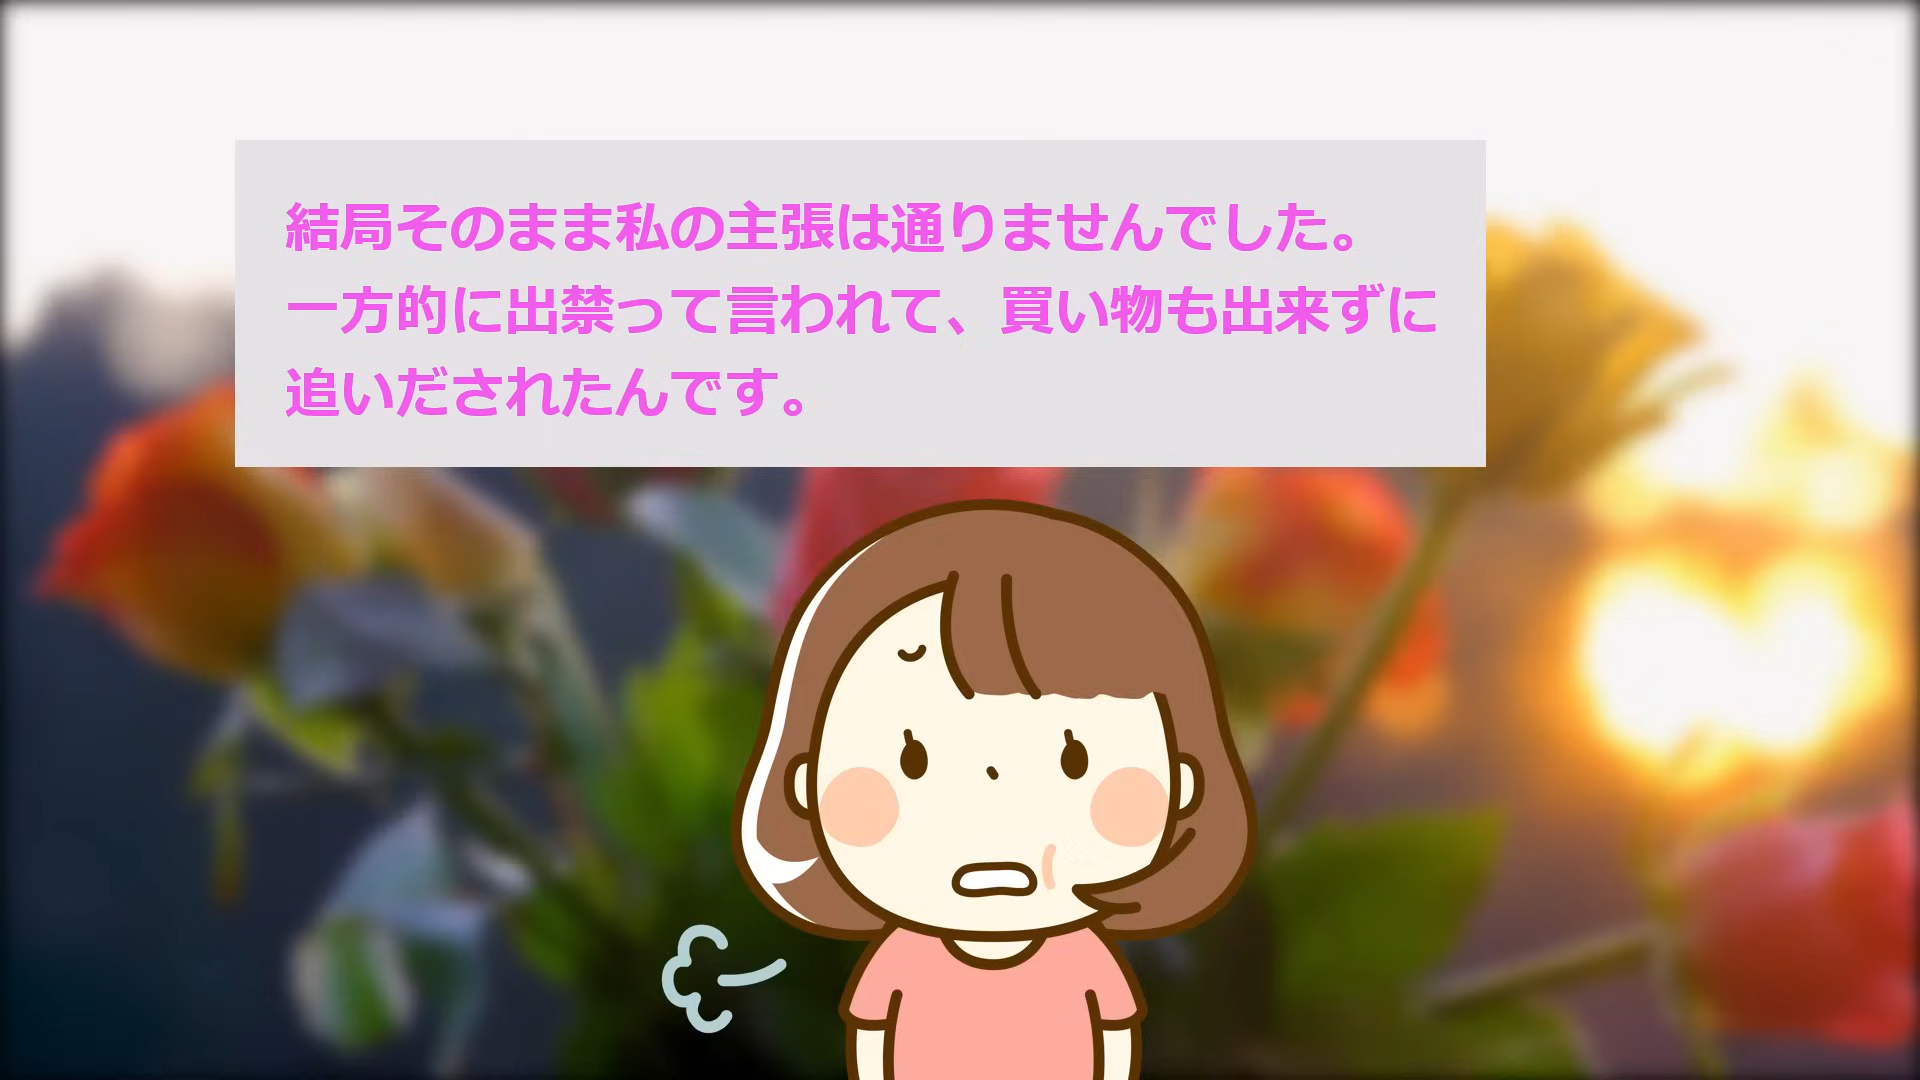 結局そのまま私の主張は通りませんでした。
一方的に出禁って言われて、買い物も出来ずに
追いだされたんです。